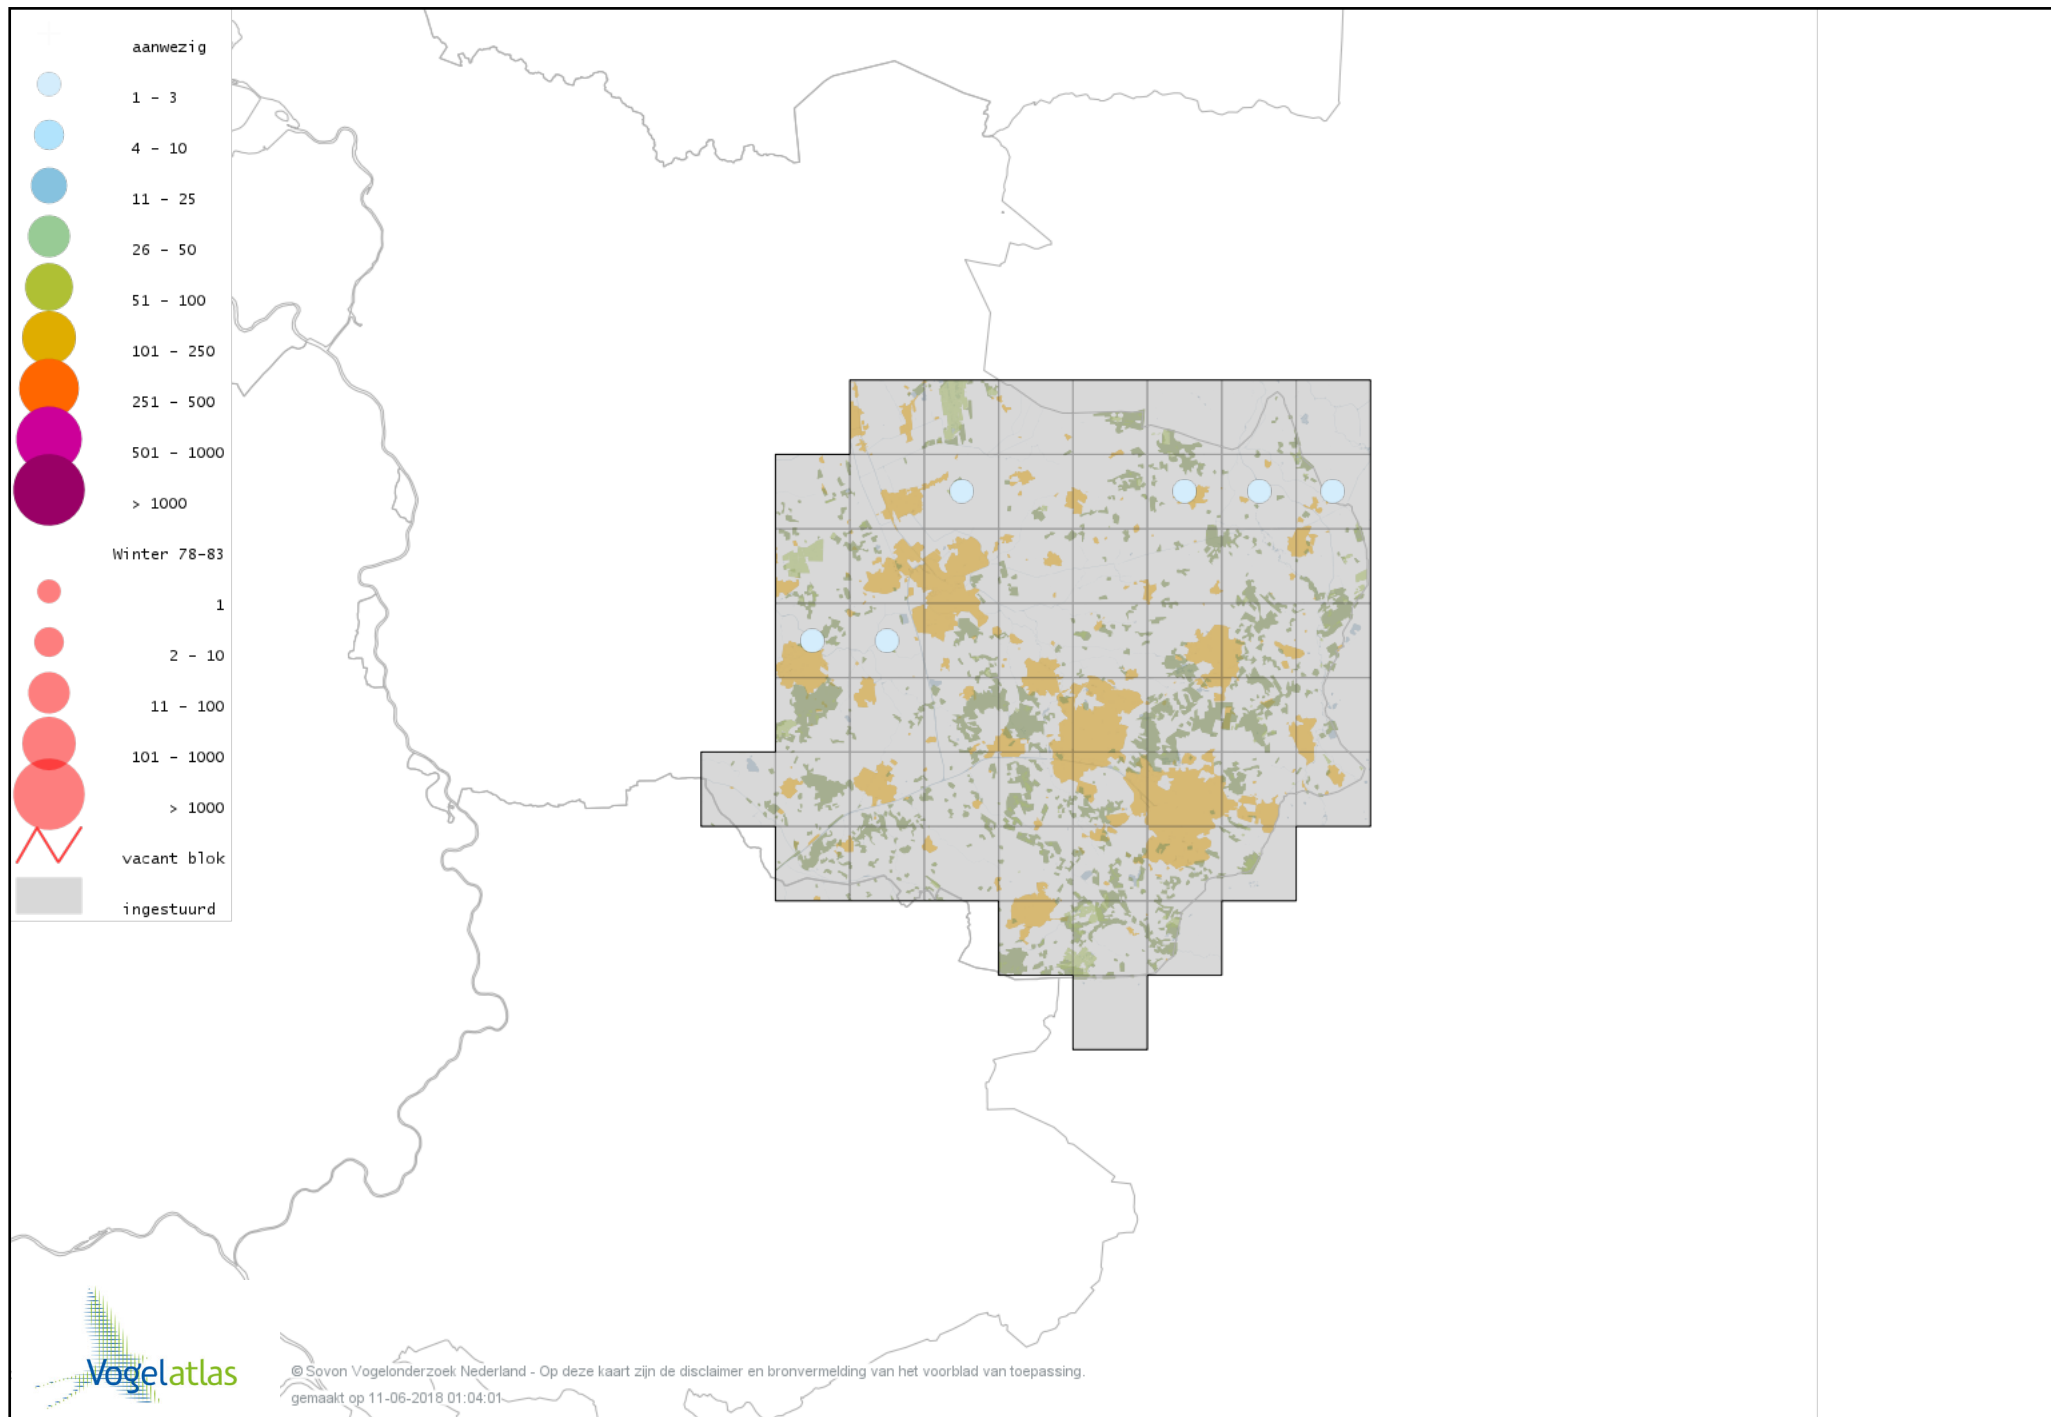 aanwezig
1 - 3
4 - 10
11 - 25
26 - 50
51 - 100
101 - 250
251 - 500
501 - 1000
> 1000
Winter 78-83
1
2 - 10
11 - 100
101 - 1000
> 1000
vacant blok
ingestuurd
Vogelatlas
© Sovon Vogelonderzoek Nederland - Op deze kaart zijn de disclaimer en bronvermelding van het voorblad van toepassing.
gemaakt op 11-06-2018 01:04:01